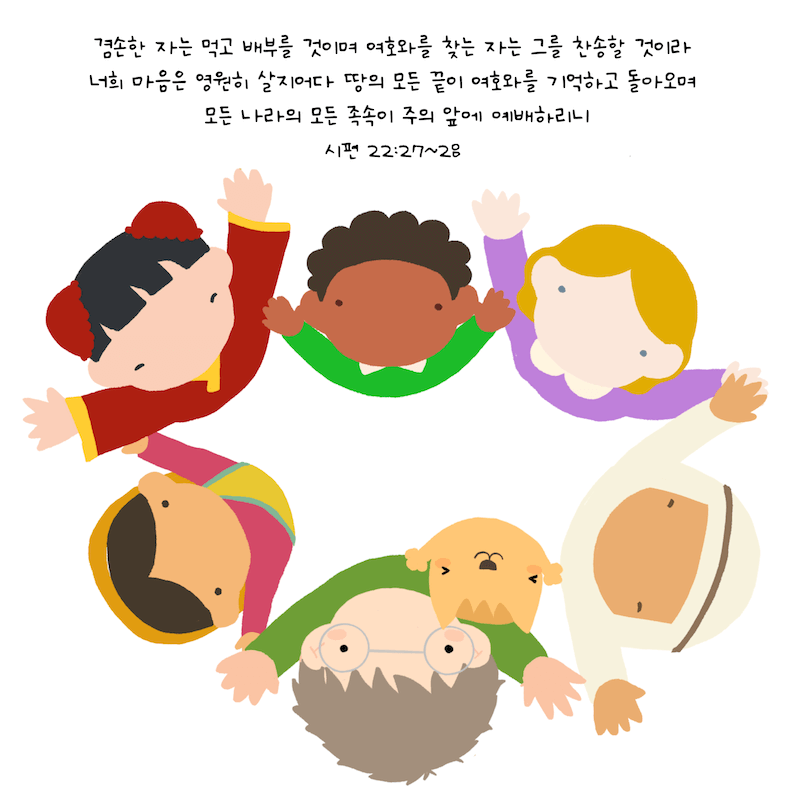 겸손한 자는 먹고 배부를 것이며 여호와를 찾는 자는 그를 찬송할 것이라
너희 마음은 영원히 살지어다 땅의 모든 끝이 여호와를 기억하고 돌아오며
모든 나라의 모든 족속이 주의 앞에 예배하리니
시편 22:27~28